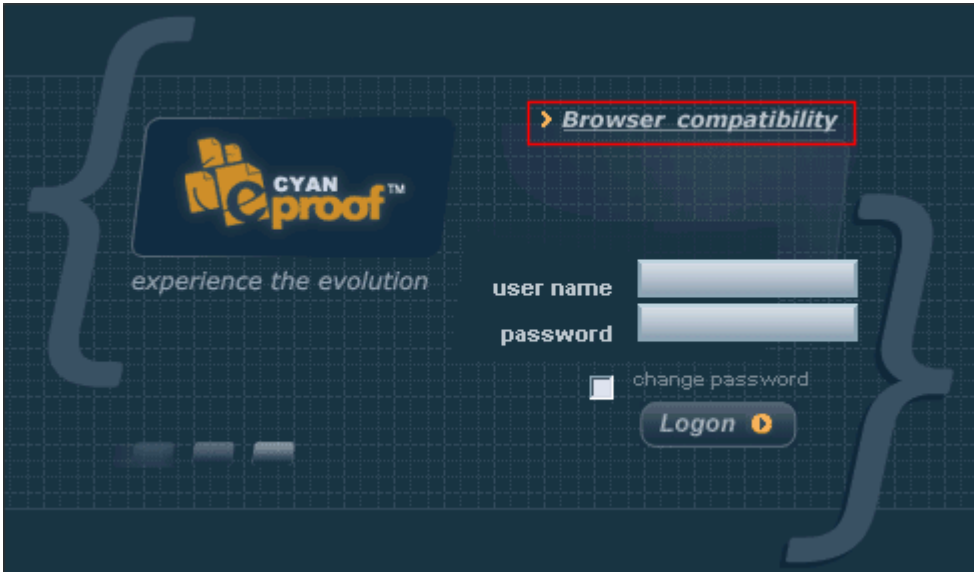 Browser compatibility
CYAN
eproof™
experience the evolution
user name
password
change password
Logon